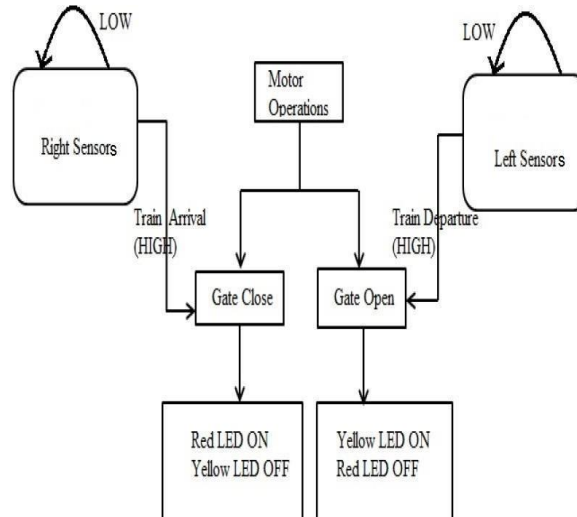 LOW
LOW
Motor
Operations
Right Sensors
Left Sensors
Train Arrival
(HIGH)
Train Departure
(HIGH)
Gate Close
Gate Open
Red LED ON
Yellow LED OFF
Yellow LED ON
Red LED OFF